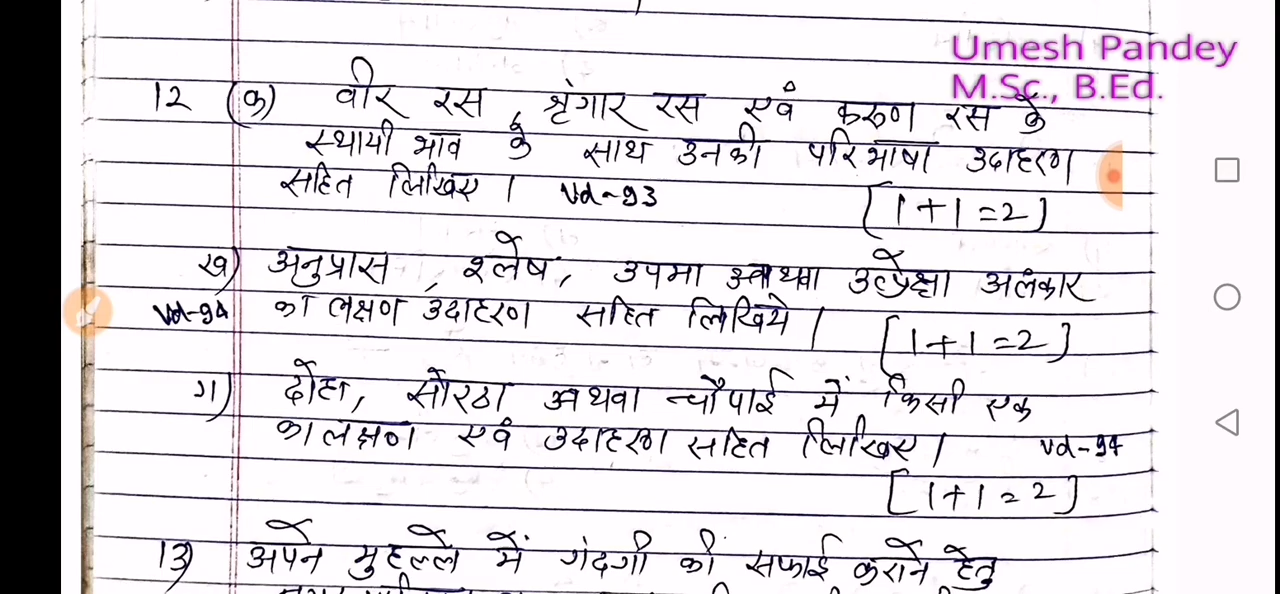 Umesh Pandey
M.Sc., B.Ed.
12 (क) वीर रस, श्रृंगार रस एवं करुण रस के
स्थायी भाव के साथ उनकी परिभाषा उदाहरण
सहित लिखिए। Vd-93
[1+1=2]
ख) अनुप्रास, श्लेष, उपमा अथवा उत्प्रेक्षा अलंकार
Vd-94 का लक्षण उदाहरण सहित लिखिये।
[1+1=2]
ग) दोहा, सोरठा अथवा चौपाई में किसी एक
का लक्षण एवं उदाहरण सहित लिखिए। Vd-94
[1+1=2]
13) अपने मुहल्ले में गंदगी की सफाई कराने हेतु